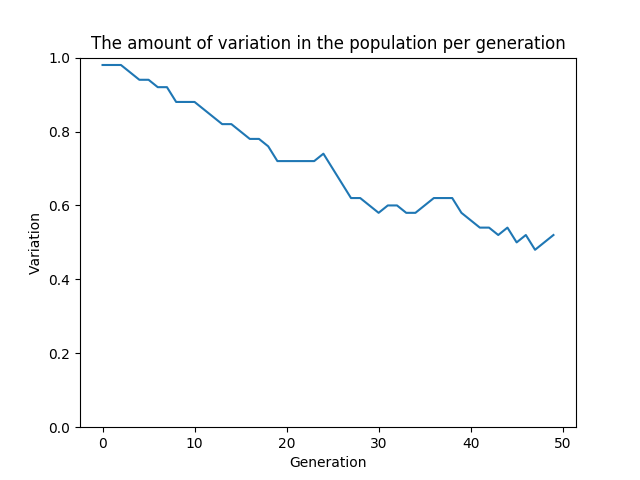 The amount of variation in the population per generation
1.0
0.8
0.6
0.4
0.2
0.0
Variation
0 10 20 30 40 50
Generation